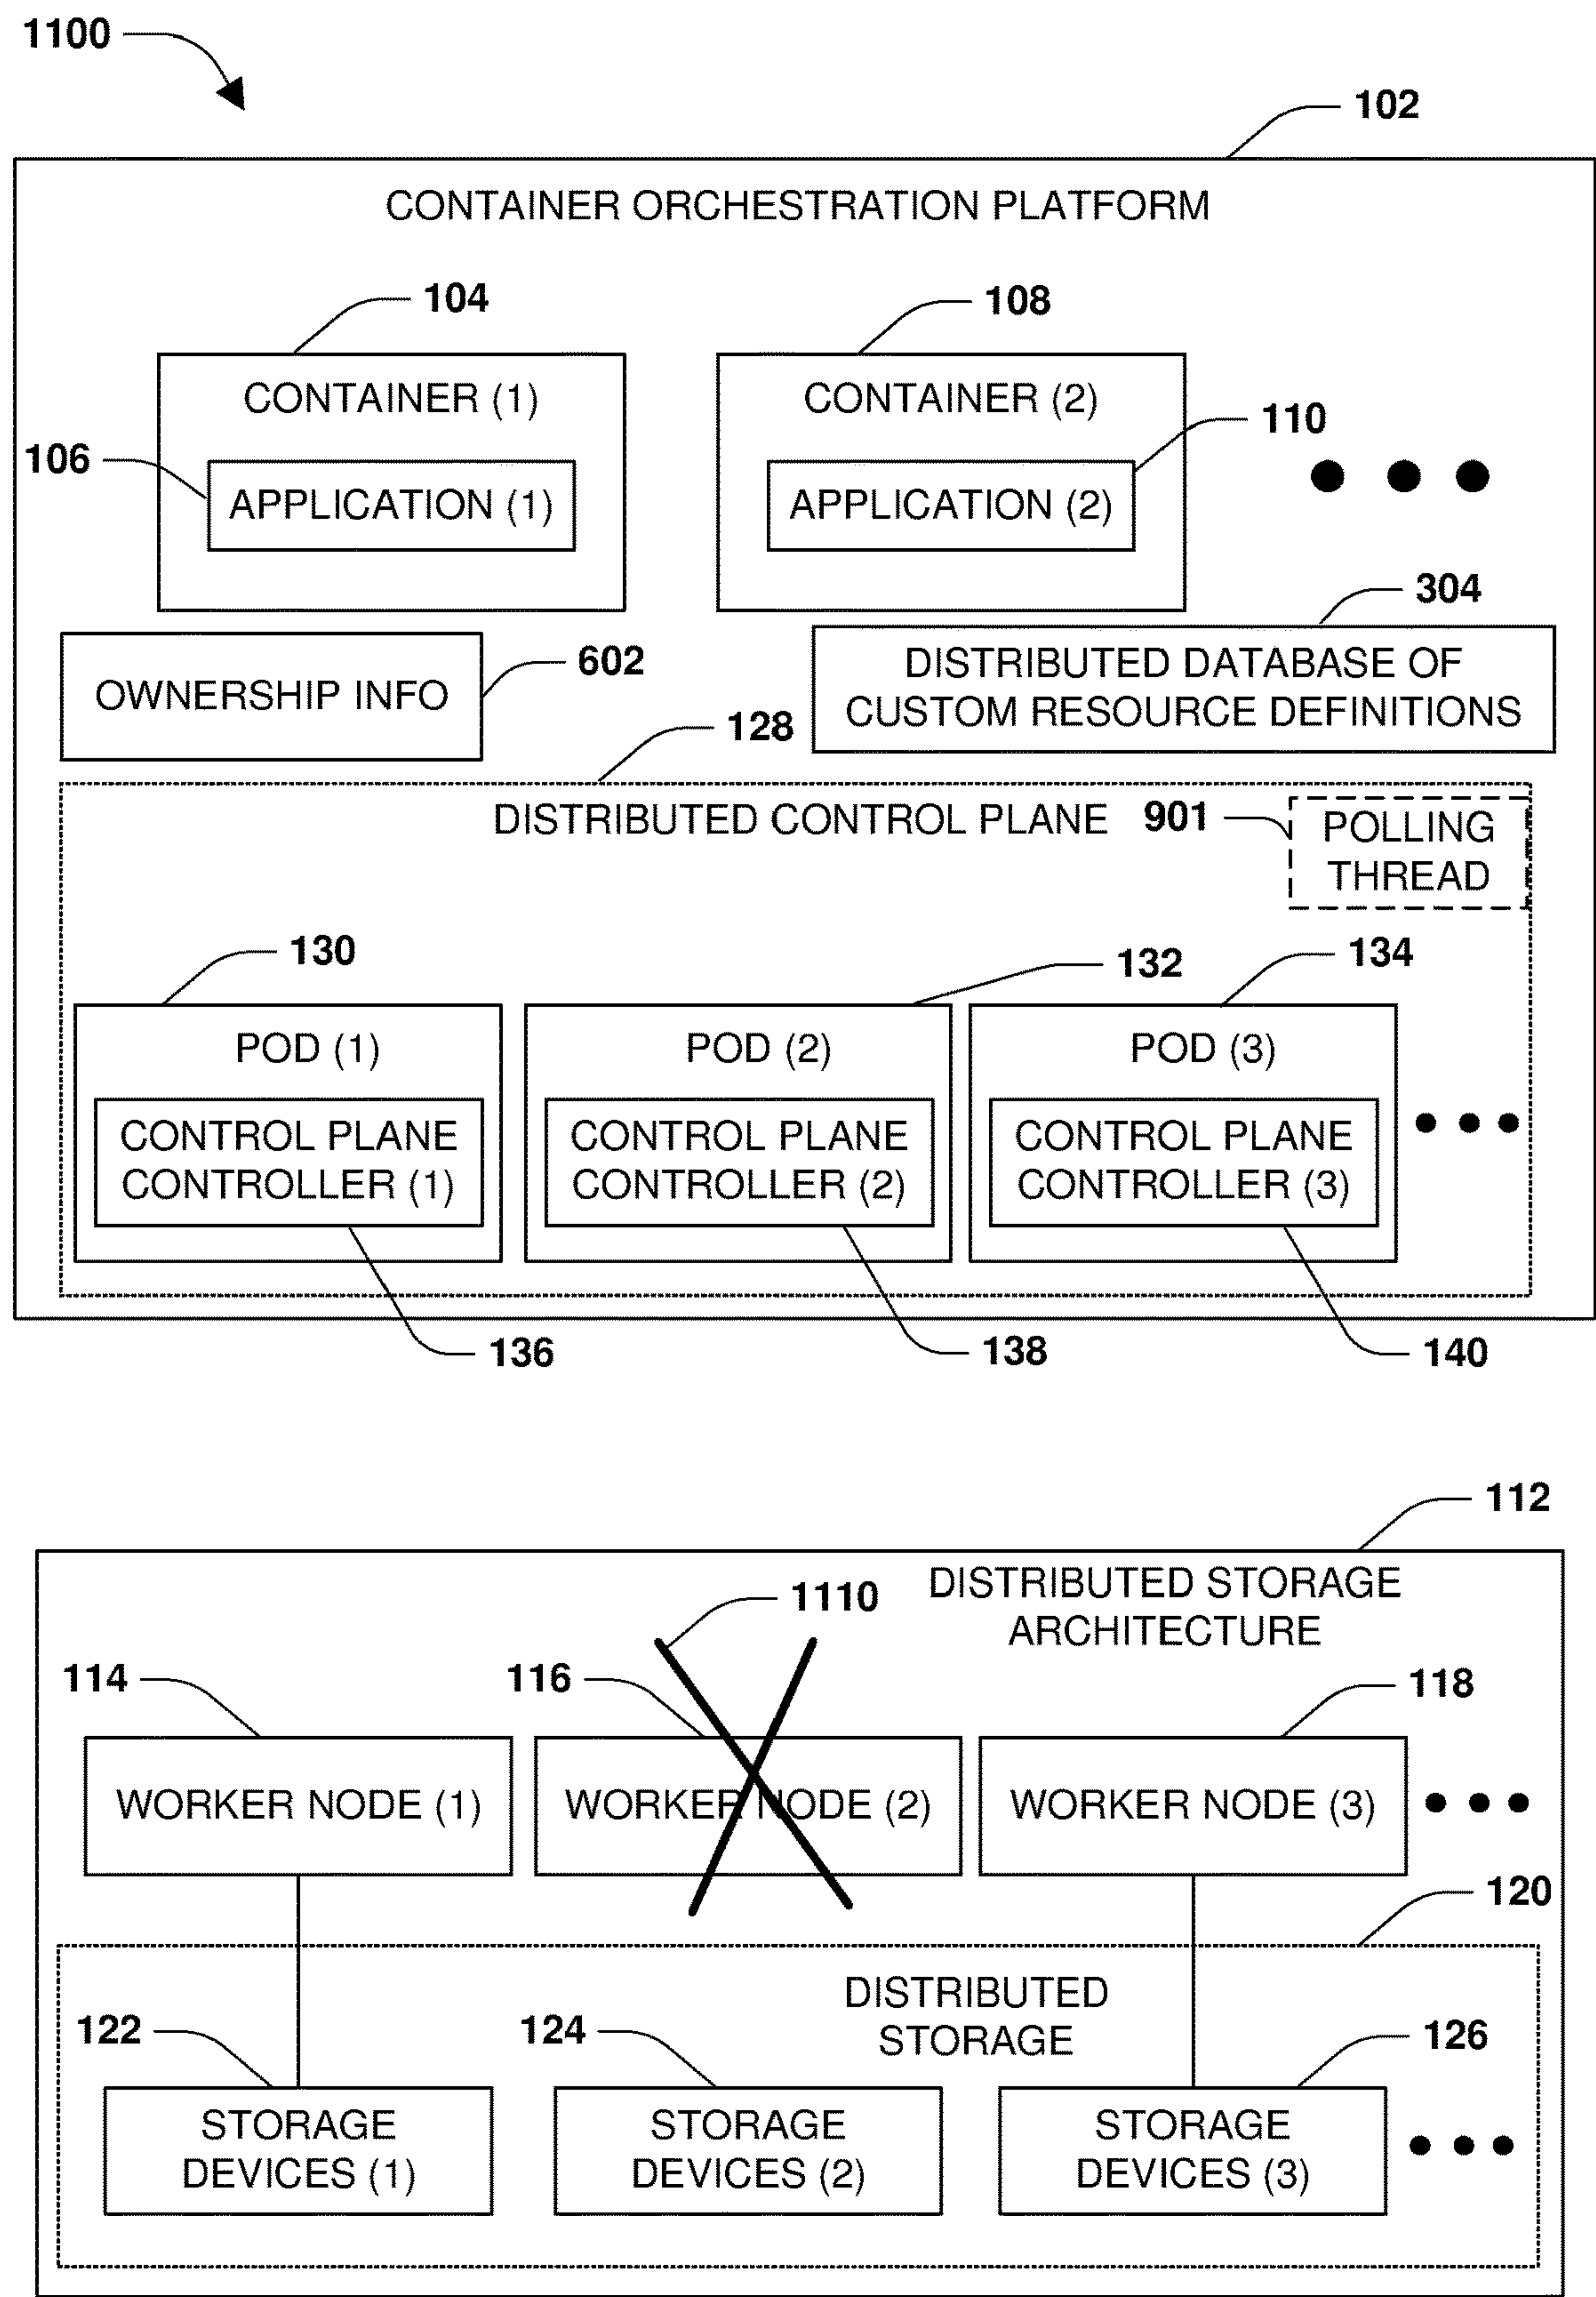 1100
102
CONTAINER ORCHESTRATION PLATFORM
104
108
CONTAINER (1)
CONTAINER (2)
106
110
APPLICATION (1)
APPLICATION (2)
304
602
OWNERSHIP INFO
DISTRIBUTED DATABASE OF
CUSTOM RESOURCE DEFINITIONS
128
DISTRIBUTED CONTROL PLANE
901
POLLING
THREAD
130
132
134
POD (1)
POD (2)
POD (3)
CONTROL PLANE
CONTROLLER (1)
CONTROL PLANE
CONTROLLER (2)
CONTROL PLANE
CONTROLLER (3)
136
138
140
112
DISTRIBUTED STORAGE
ARCHITECTURE
1110
114
116
118
WORKER NODE (1)
WORKER NODE (2)
WORKER NODE (3)
120
DISTRIBUTED
STORAGE
122
124
126
STORAGE
DEVICES (1)
STORAGE
DEVICES (2)
STORAGE
DEVICES (3)